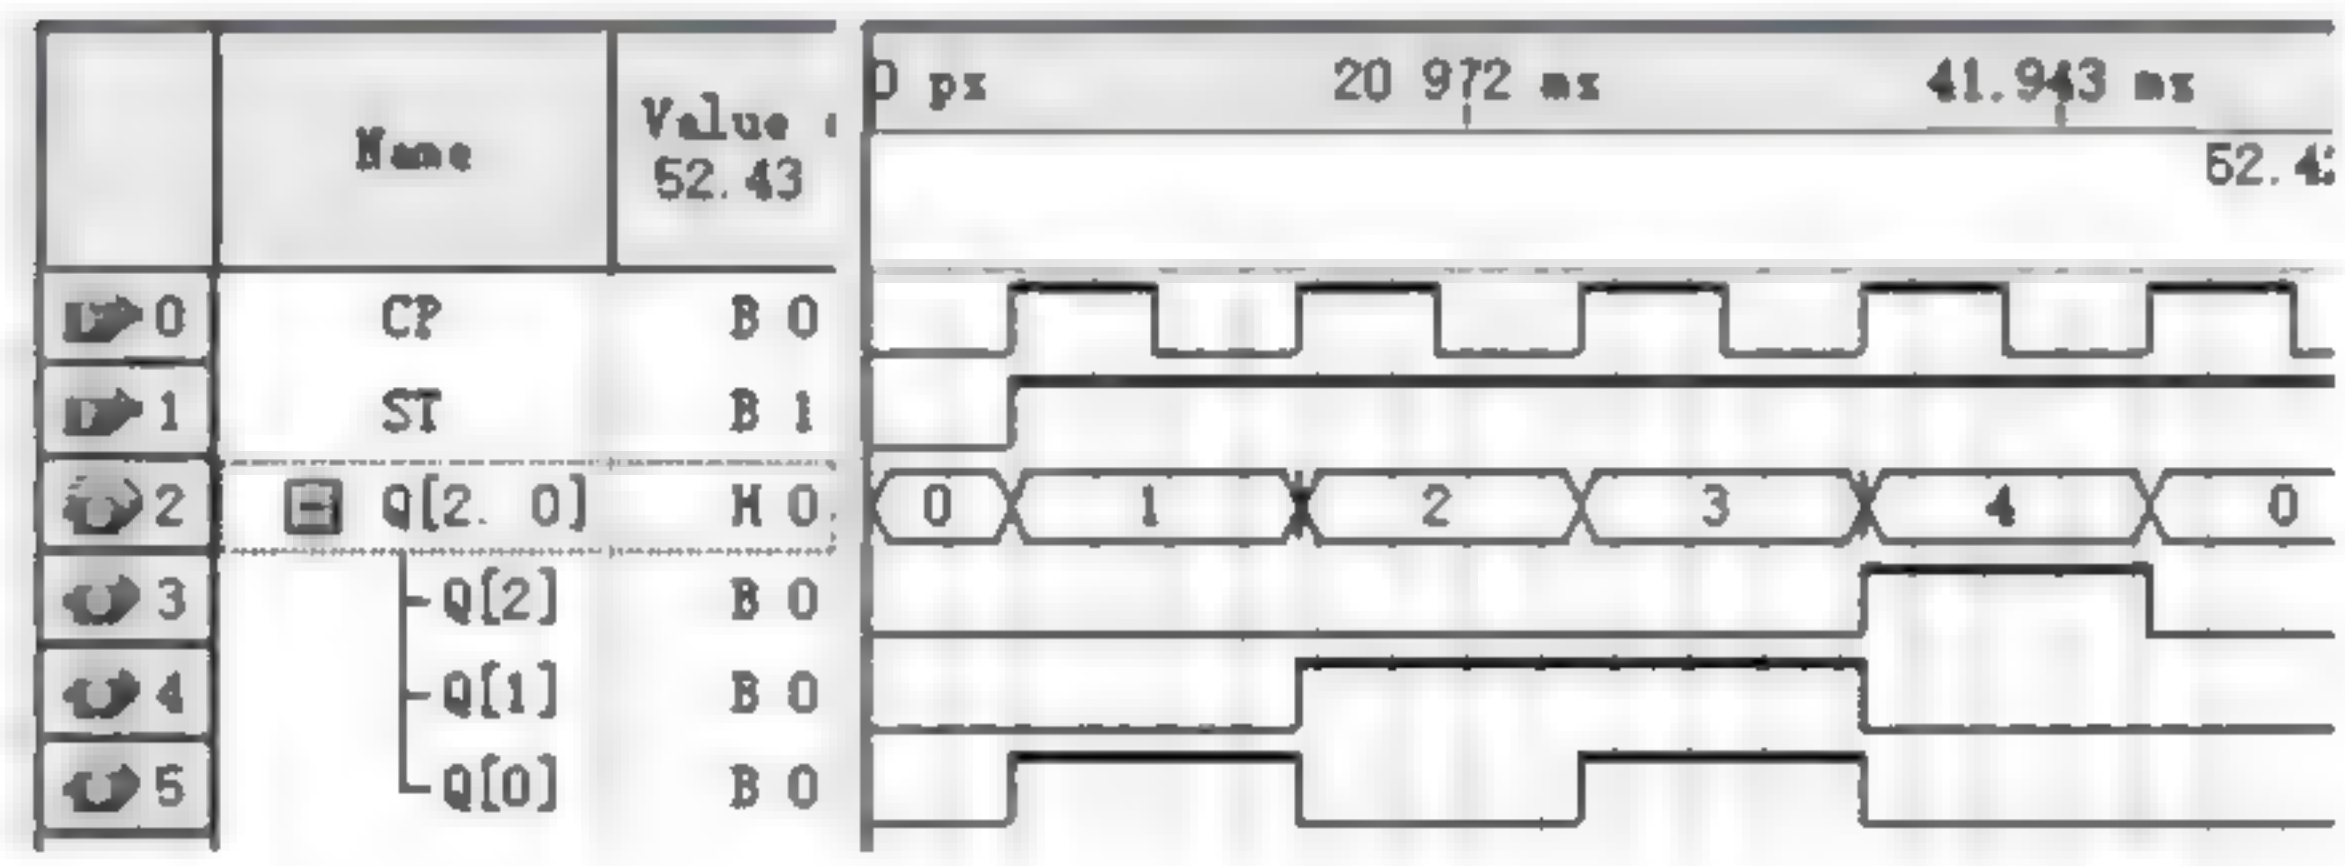 Name
Value
52.43
0 ps
20 972 ms
41.943 ms
52.4
0 CP B 0
1 ST B 1
2 Q[2. 0] H 0
0 1 2 3 4 0
3 Q[2] B 0
4 Q[1] B 0
5 Q[0] B 0